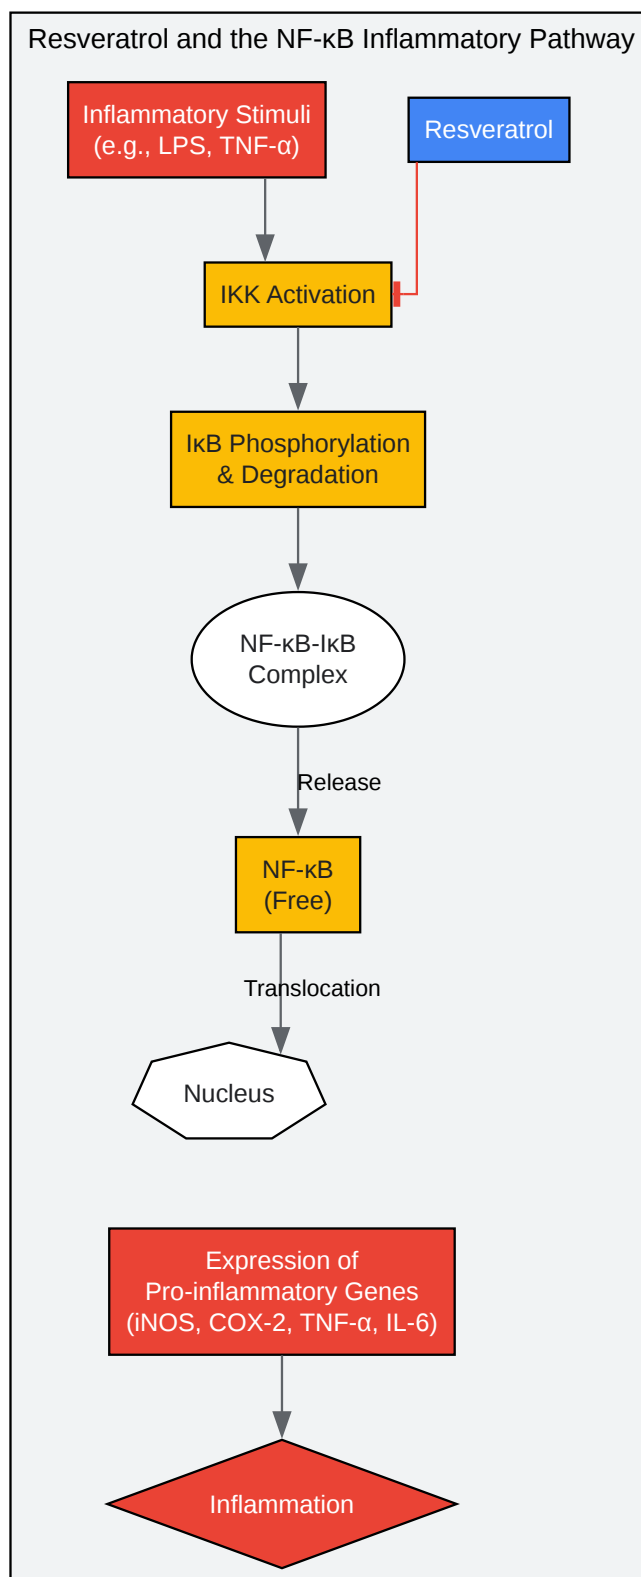 Resveratrol and the NF-κB Inflammatory Pathway
Inflammatory Stimuli
(e.g., LPS, TNF-α)
Resveratrol
IKK Activation
IκB Phosphorylation
& Degradation
NF-κB-IκB
Complex
Release
NF-κB
(Free)
Translocation
Nucleus
Expression of
Pro-inflammatory Genes
(iNOS, COX-2, TNF-α, IL-6)
Inflammation